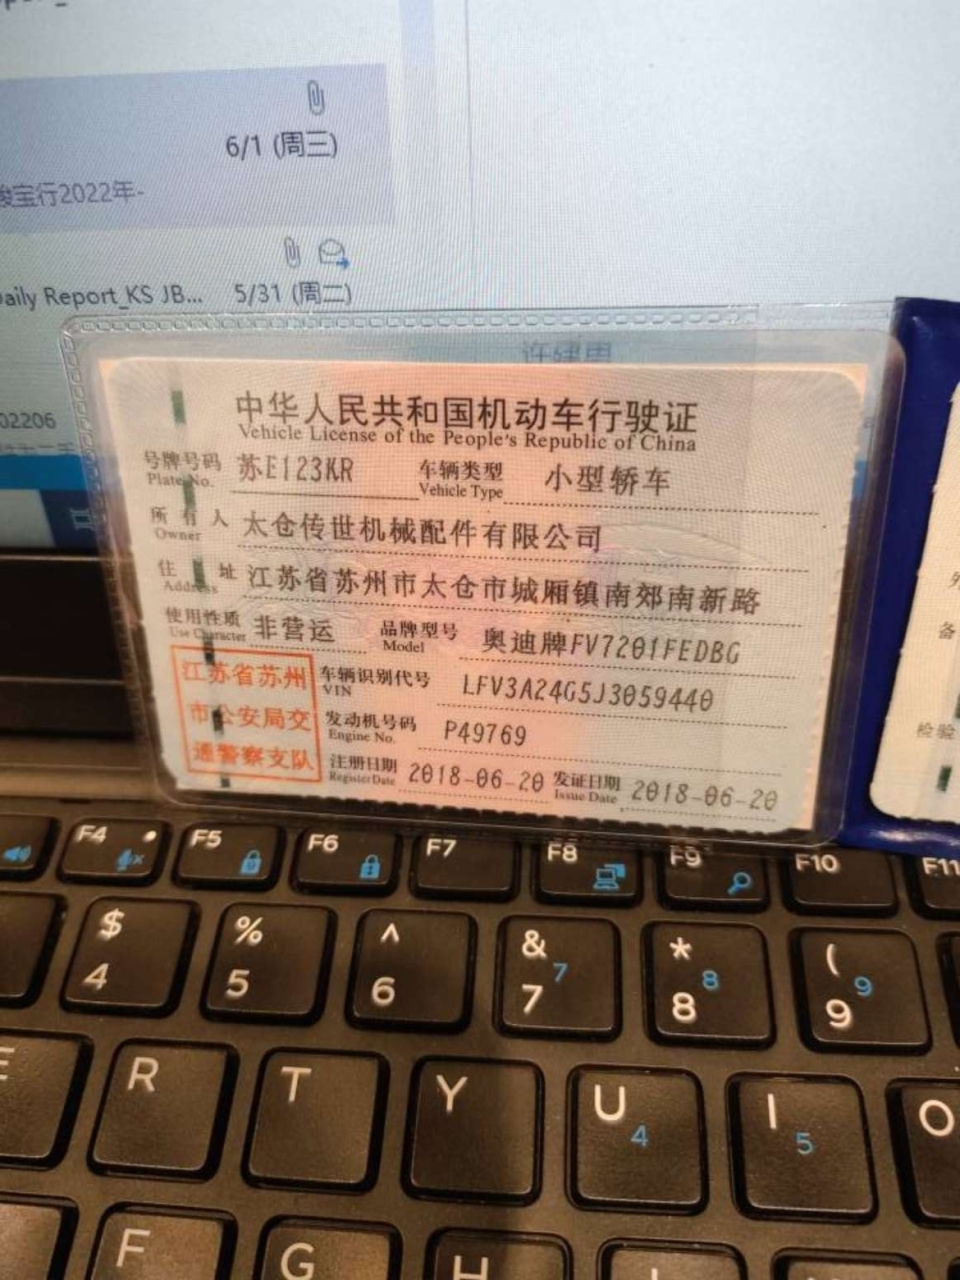 6/1 (周三)
宝行2022年-
aily Report_KS JB... 5/31 (周二)
02206
中华人民共和国机动车行驶证
Vehicle License of the People's Republic of China
号牌号码 苏E123KR 车辆类型 小型轿车
Plate No. Vehicle Type
所有人 太仓传世机械配件有限公司
Owner
住址 江苏省苏州市太仓市城厢镇南郊南新路
Address
使用性质 非营运 品牌型号 奥迪牌FV7201FEDBG
Use Character Model
江苏省苏州
市公安局交
通警察支队
车辆识别代号 LFV3A24G5J3059440
VIN
发动机号码 P49769
Engine No.
注册日期 2018-06-20 发证日期 2018-06-20
Register Date Issue Date
备
检验
F4 F5 F6 F7 F8 F9 F10 F11
$ % ^ & * (
4 5 6 7 7 8 8 9 9
E R T Y U 4 I 5 O
F G H